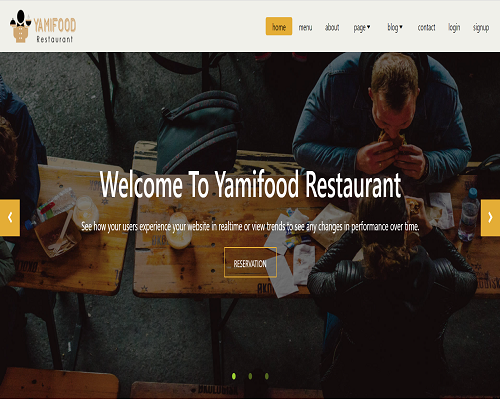 YAMIFOOD
Restaurant
home menu about page blog contact login signup
Welcome To Yamifood Restaurant
See how your users experience your website in realtime or view trends to see any changes in performance over time.
RESERVATION